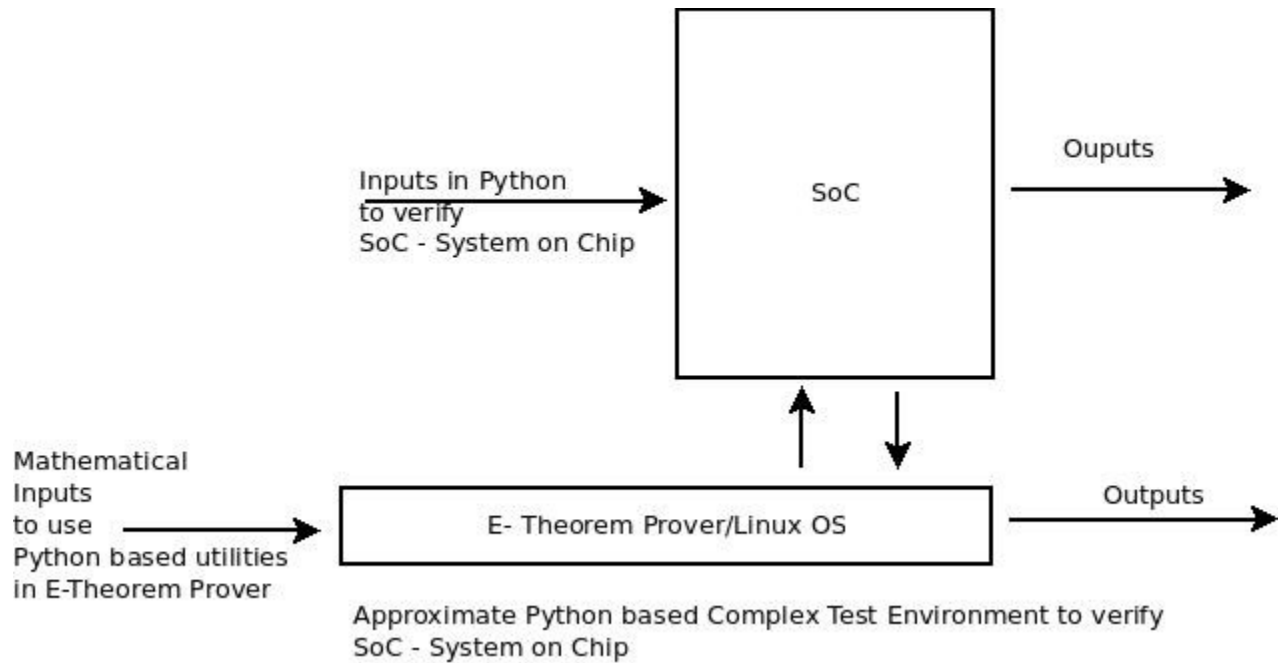 Ouputs
Inputs in Python
to verify
SoC - System on Chip
SoC
Mathematical
Inputs
to use
Python based utilities
in E-Theorem Prover
E- Theorem Prover/Linux OS
Outputs
Approximate Python based Complex Test Environment to verify
SoC - System on Chip